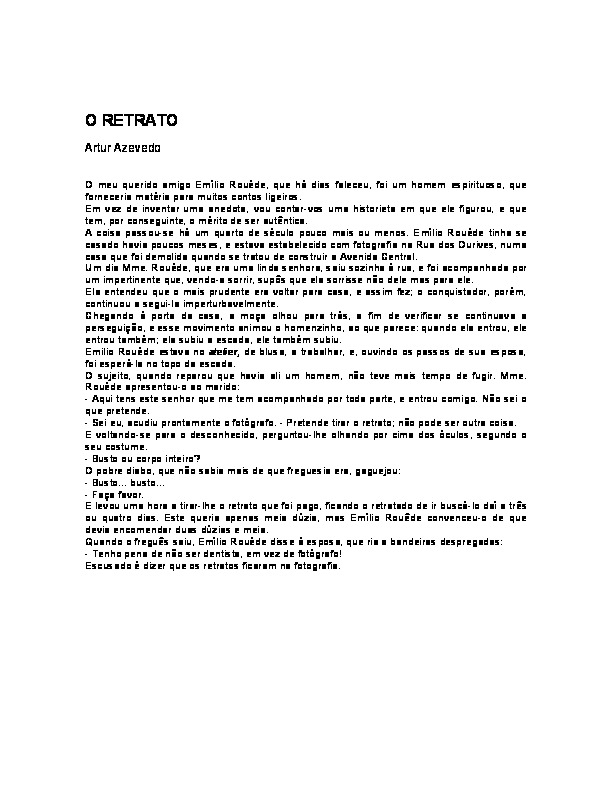 O RETRATO
Artur Azevedo
O meu querido amigo Emílio Rouède, que há dias faleceu, foi um homem espirituoso, que
forneceria matéria para muitos contos ligeiros.
Em vez de inventar uma anedota, vou contar-vos uma historieta em que ele figurou, e que
tem, por conseguinte, o mérito de ser autêntica.
A coisa passou-se há um quarto de século pouco mais ou menos. Emílio Rouède tinha se
casado havia poucos meses, e estava estabelecido com fotografia na Rua dos Ourives, numa
casa que foi demolida quando se tratou de construir a Avenida Central.
Um dia Mme. Rouède, que era uma linda senhora, saiu sozinha à rua, e foi acompanhada por
um impertinente que, vendo-a sorrir, supôs que ela sorrisse não dele mas para ele.
Ela entendeu que o mais prudente era voltar para casa, e assim fez; o conquistador, porém,
continuou a segui-la imperturbavelmente.
Chegando à porta da casa, a moça olhou para trás, a fim de verificar se continuava a
perseguição, e esse movimento animou o homenzinho, ao que parece: quando ela entrou, ele
entrou também; ela subiu a escada, ele também subiu.
Emílio Rouède estava no atelier, de blusa, a trabalhar, e, ouvindo os passos de sua esposa,
foi esperá-la no topo da escada.
O sujeito, quando reparou que havia ali um homem, não teve mais tempo de fugir. Mme.
Rouède apresentou-o ao marido:
- Aqui tens este senhor que me tem acompanhado por toda parte, e entrou comigo. Não sei o
que pretende.
- Sei eu, acudiu prontamente o fotógrafo. - Pretende tirar o retrato; não pode ser outra coisa.
E voltando-se para o desconhecido, perguntou-lhe olhando por cima dos óculos, segundo o
seu costume.
- Busto ou corpo inteiro?
O pobre diabo, que não sabia mais de que freguesia era, gaguejou:
- Busto... busto...
- Faça favor.
E levou uma hora a tirar-lhe o retrato que foi pago, ficando o retratado de ir buscá-lo daí a três
ou quatro dias. Este queria apenas meia dúzia, mas Emílio Rouède convenceu-o de que
devia encomendar duas dúzias e meia.
Quando o freguês saiu, Emílio Rouède disse à esposa, que ria a bandeiras despregadas:
- Tenho pena de não ser dentista, em vez de fotógrafo!
Escusado é dizer que os retratos ficaram na fotografia.